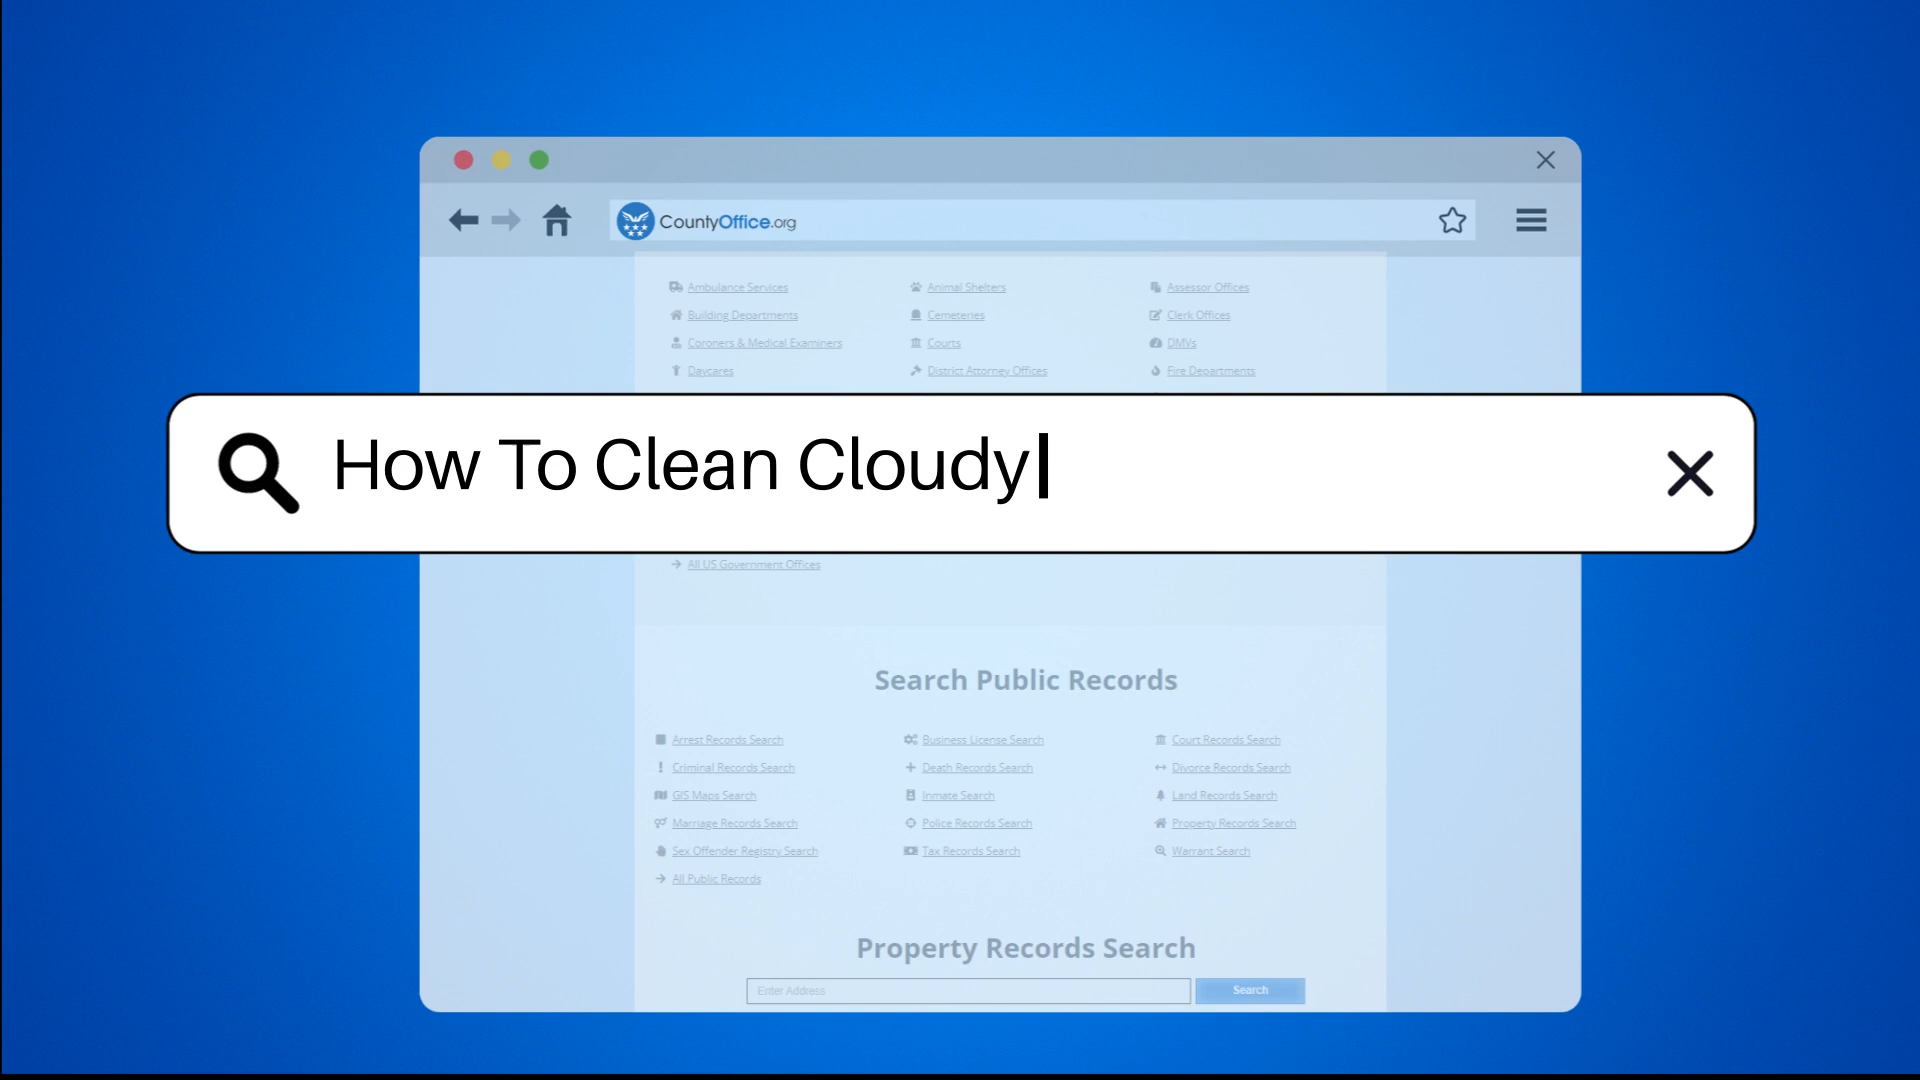 CountyOffice.org
Ambulance Services Animal Shelters Assessor Offices
Building Departments Cemeteries Clerk Offices
Coroners & Medical Examiners Courts DMVs
Daycares District Attorney Offices Fire Departments
How To Clean Cloudy
All US Government Offices
Search Public Records
Arrest Records Search Business License Search Court Records Search
Criminal Records Search Death Records Search Divorce Records Search
GIS Maps Search Inmate Search Land Records Search
Marriage Records Search Police Records Search Property Records Search
Sex Offender Registry Search Tax Records Search Warrant Search
All Public Records
Property Records Search
Enter Address Search